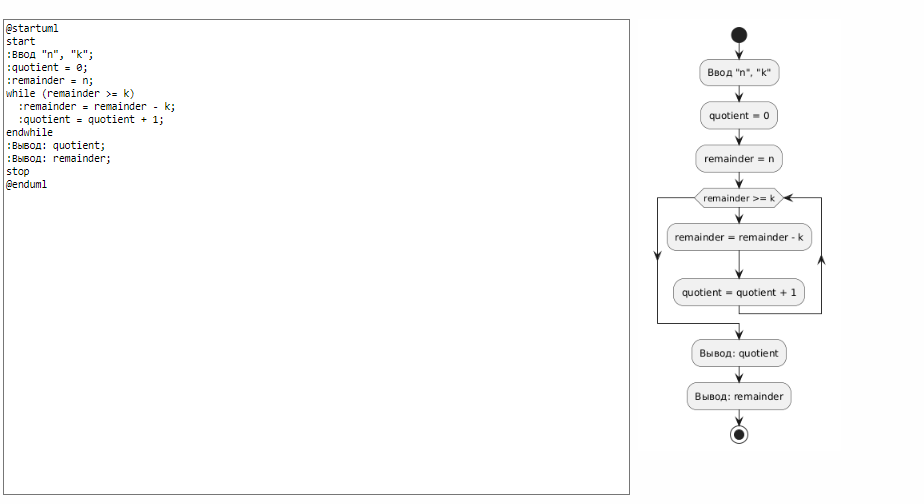 @startuml
start
:Ввод "n", "k";
:quotient = 0;
:remainder = n;
while (remainder >= k)
  :remainder = remainder - k;
  :quotient = quotient + 1;
endwhile
:Вывод: quotient;
:Вывод: remainder;
stop
@enduml
Ввод "n", "k"
quotient = 0
remainder = n
remainder >= k
remainder = remainder - k
quotient = quotient + 1
Вывод: quotient
Вывод: remainder